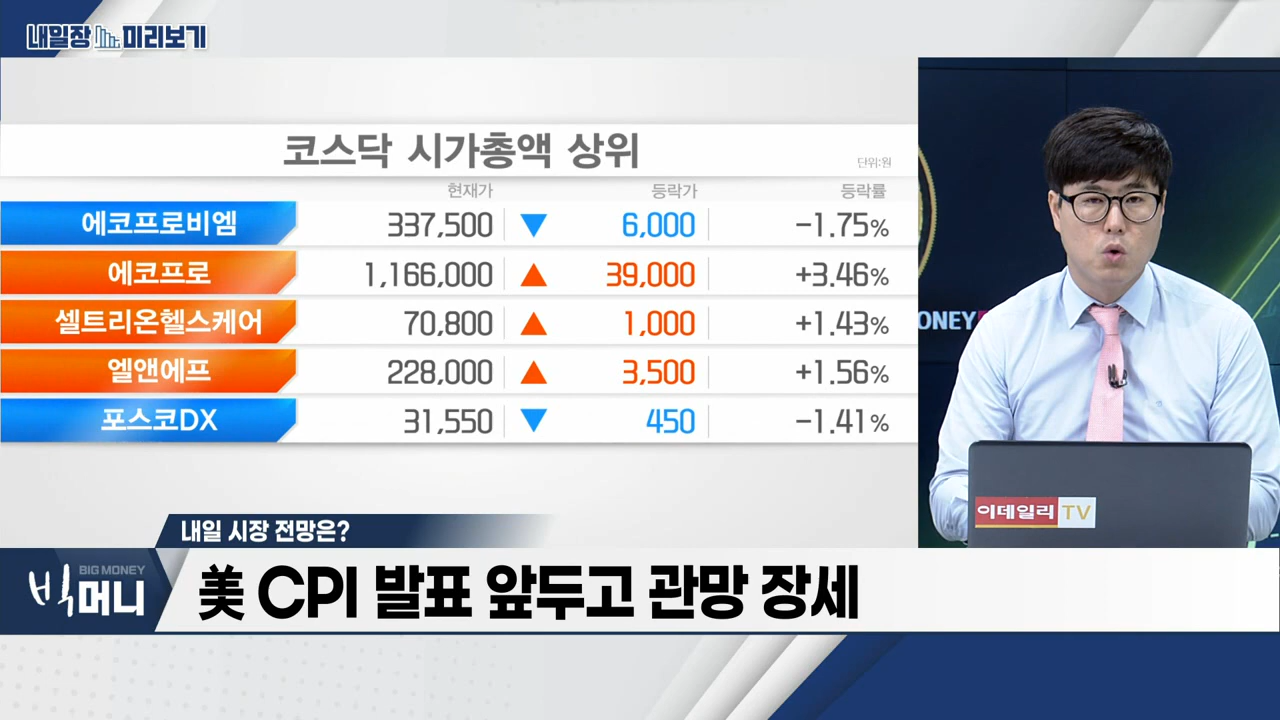 내일장 미리보기
코스닥 시가총액 상위
단위:원
현재가 등락가 등락률
에코프로비엠 337,500 ▼ 6,000 -1.75%
에코프로 1,166,000 ▲ 39,000 +3.46%
셀트리온헬스케어 70,800 ▲ 1,000 +1.43%
엘앤에프 228,000 ▲ 3,500 +1.56%
포스코DX 31,550 ▼ 450 -1.41%
ONEY
이데일리 TV
내일 시장 전망은?
BIG MONEY
빅머니
美 CPI 발표 앞두고 관망 장세